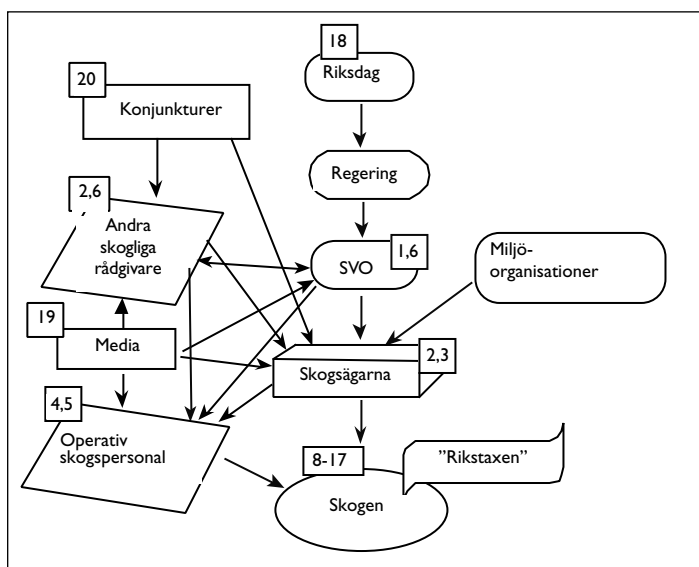 18
Riksdag
20
Konjunkturer
Regering
2,6
Andra
skogliga
rådgivare
1,6
SVO
Miljö-
organisationer
19
Media
2,3
Skogsägarna
4,5
Operativ
skogspersonal
8-17
Skogen
”Rikstaxen”